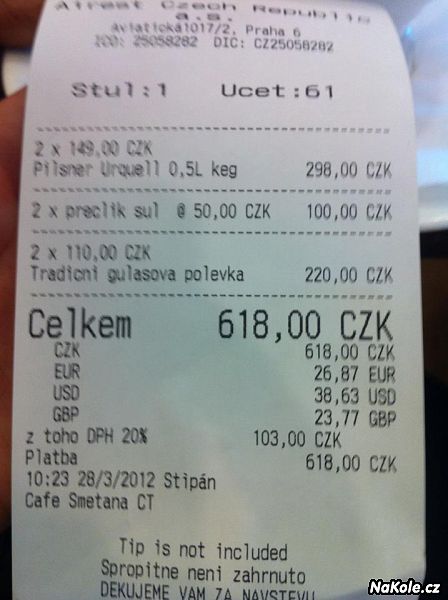 Airest Czech Republic
a.s.
Aviatická1017/2, Praha 6
ICO: 25058282 DIC: CZ25058282
Stul:1 Ucet:61
2 x 149,00 CZK
Pilsner Urquell 0,5L keg 298,00 CZK
2 x preclik sul @ 50,00 CZK 100,00 CZK
2 x 110,00 CZK
Tradicni gulasova polevka 220,00 CZK
Celkem 618,00 CZK
CZK 618,00 CZK
EUR 26,87 EUR
USD 38,63 USD
GBP 23,77 GBP
z toho DPH 20% 103,00 CZK
Platba 618,00 CZK
10:23 28/3/2012 Stipán
Cafe Smetana CT
Tip is not included
Spropitne neni zahrnuto
DEKUJEME VAM ZA NAVSTEVU
NaKole.cz